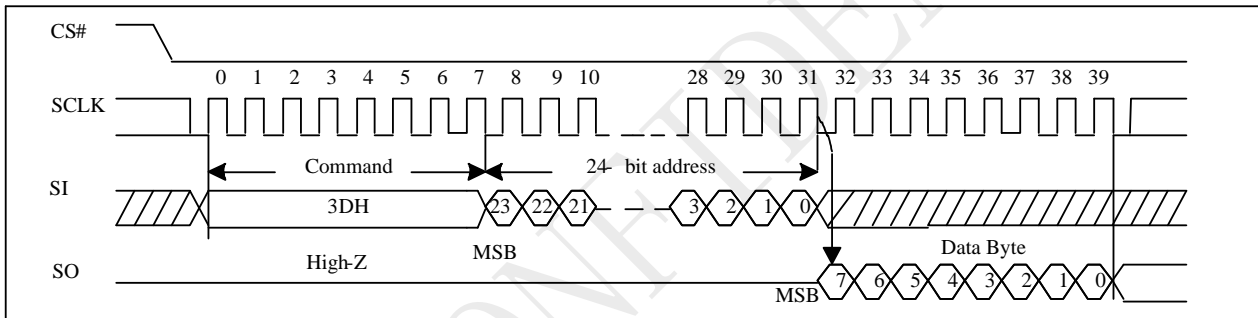 CS#
0 1 2 3 4 5 6 7 8 9 10 28 29 30 31 32 33 34 35 36 37 38 39
SCLK
Command 24- bit address
SI
3DH 23 22 21 3 2 1 0
MSB Data Byte
High-Z
SO
MSB 7 6 5 4 3 2 1 0